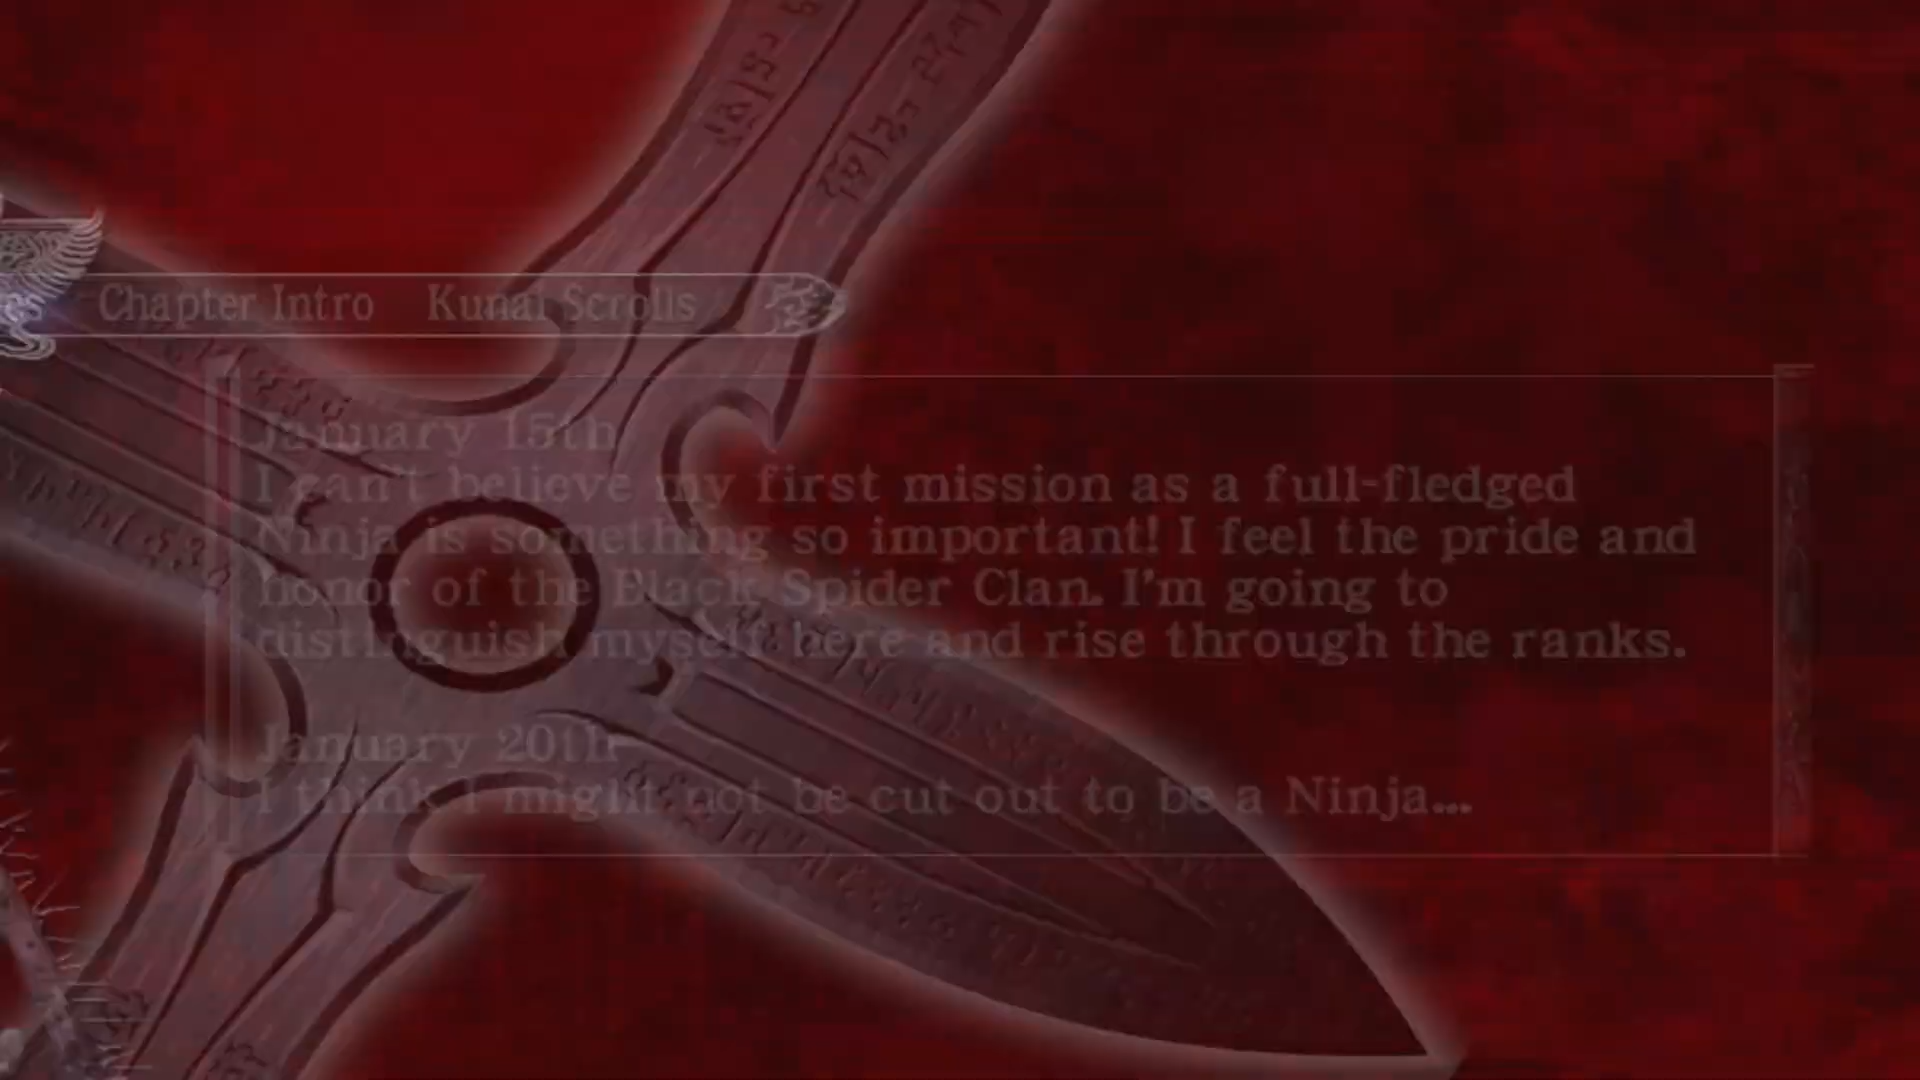 Chapter Intro Kunai Scrolls
January 15th
I can't believe my first mission as a full-fledged
Ninja is something so important! I feel the pride and
honor of the Black Spider Clan. I'm going to
distinguish myself here and rise through the ranks.
January 20th
I think I might not be cut out to be a Ninja...